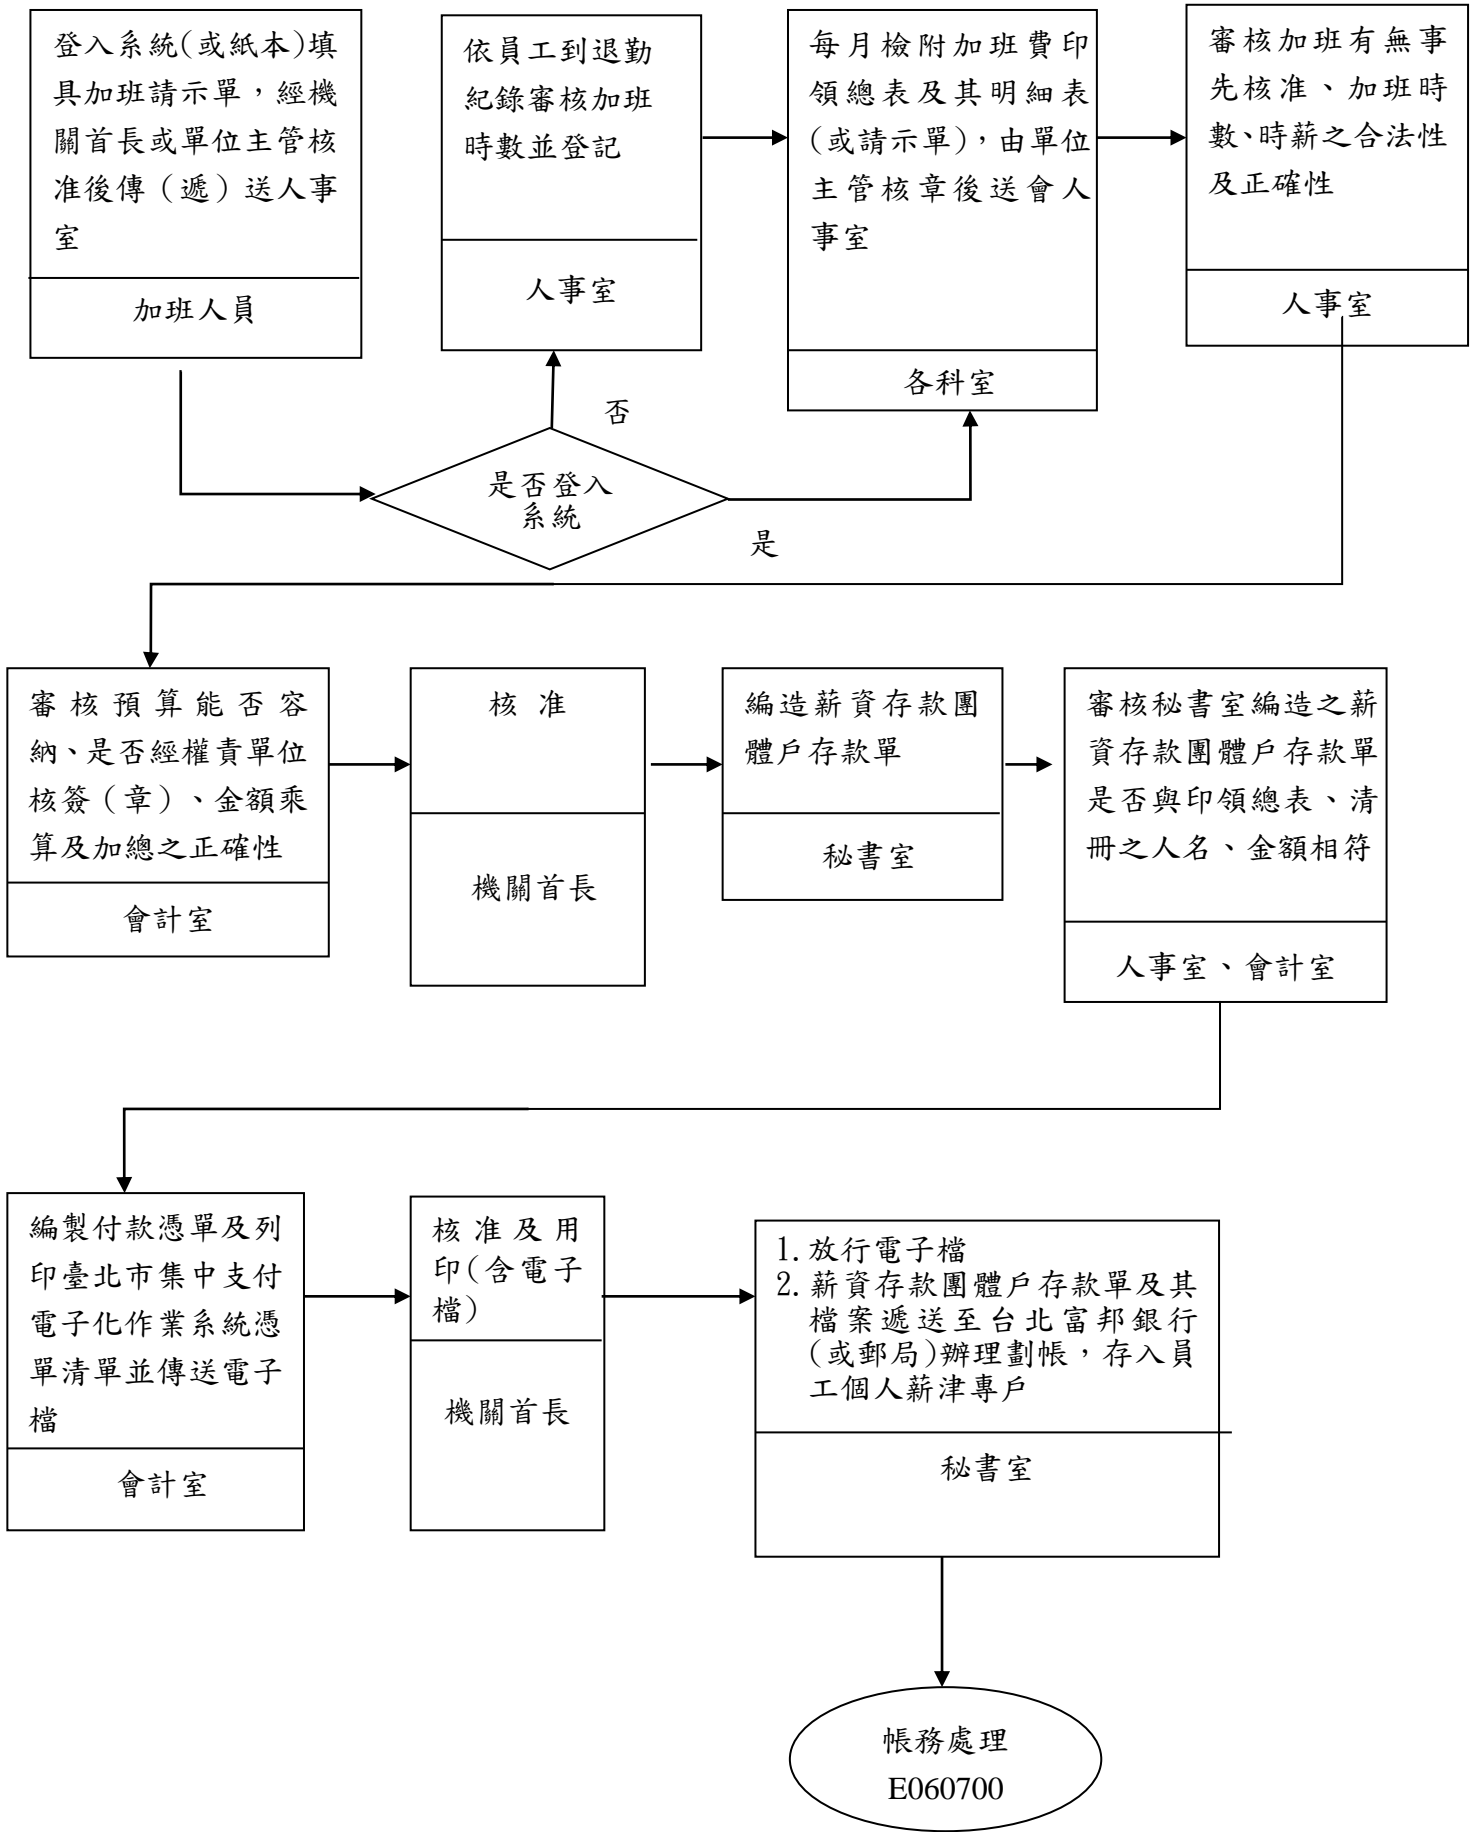 登入系統(或紙本)填
具加班請示單，經機
關首長或單位主管核
准後傳（遞）送人事
室
加班人員
依員工到退勤
紀錄審核加班
時數並登記
人事室
每月檢附加班費印
領總表及其明細表
(或請示單)，由單位
主管核章後送會人
事室
各科室
審核加班有無事
先核准、加班時
數、時薪之合法性
及正確性
人事室
否
是否登入
系統
是
審核預算能否容
納、是否經權責單位
核簽（章）、金額乘
算及加總之正確性
會計室
核准
機關首長
編造薪資存款團
體戶存款單
秘書室
審核秘書室編造之薪
資存款團體戶存款單
是否與印領總表、清
冊之人名、金額相符
人事室、會計室
編製付款憑單及列
印臺北市集中支付
電子化作業系統憑
單清單並傳送電子
檔
會計室
核准及用
印(含電子
檔)
機關首長
1.放行電子檔
2.薪資存款團體戶存款單及其
檔案遞送至台北富邦銀行
(或郵局)辦理劃帳，存入員
工個人薪津專戶
秘書室
帳務處理
E060700